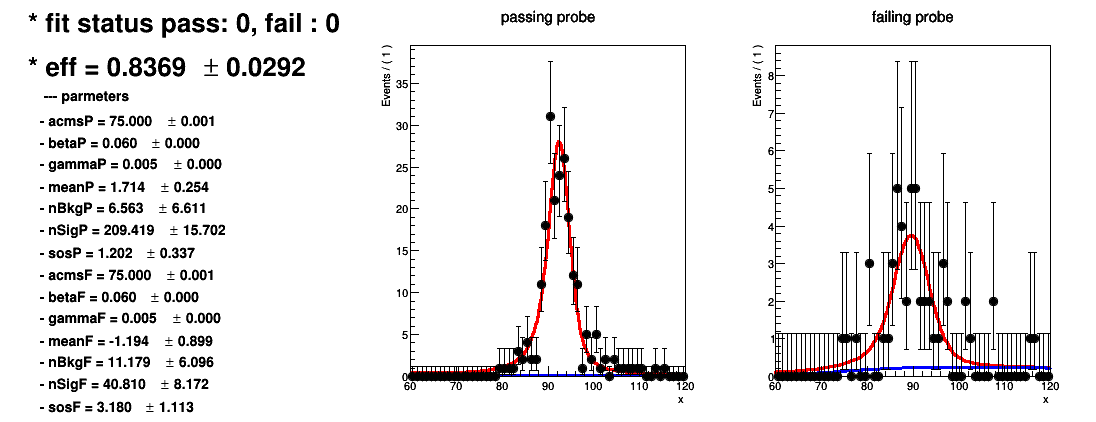 * fit status pass: 0, fail : 0
* eff = 0.8369 ± 0.0292
--- parmeters
- acmsP = 75.000 ± 0.001
- betaP = 0.060 ± 0.000
- gammaP = 0.005 ± 0.000
- meanP = 1.714 ± 0.254
- nBkgP = 6.563 ± 6.611
- nSigP = 209.419 ± 15.702
- sosP = 1.202 ± 0.337
- acmsF = 75.000 ± 0.001
- betaF = 0.060 ± 0.000
- gammaF = 0.005 ± 0.000
- meanF = -1.194 ± 0.899
- nBkgF = 11.179 ± 6.096
- nSigF = 40.810 ± 8.172
- sosF = 3.180 ± 1.113
passing probe
Events / ( 1 )
35
30
25
20
15
10
5
0
60 70 80 90 100 110 120
x
failing probe
Events / ( 1 )
8
7
6
5
4
3
2
1
0
60 70 80 90 100 110 120
x